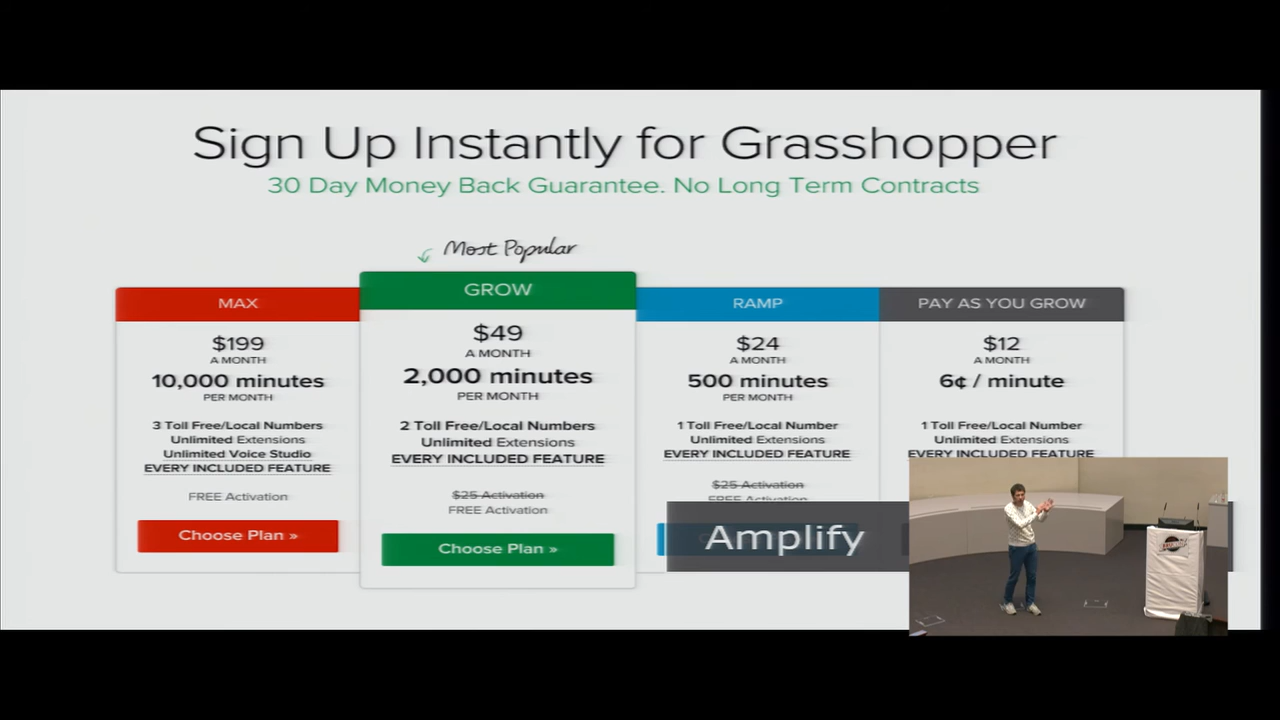 Sign Up Instantly for Grasshopper
30 Day Money Back Guarantee. No Long Term Contracts
Most Popular
MAX
$199
A MONTH
10,000 minutes
PER MONTH
3 Toll Free/Local Numbers
Unlimited Extensions
Unlimited Voice Studio
EVERY INCLUDED FEATURE
FREE Activation
Choose Plan »
GROW
$49
A MONTH
2,000 minutes
PER MONTH
2 Toll Free/Local Numbers
Unlimited Extensions
EVERY INCLUDED FEATURE
$25 Activation
FREE Activation
Choose Plan »
RAMP
$24
A MONTH
500 minutes
PER MONTH
1 Toll Free/Local Number
Unlimited Extensions
EVERY INCLUDED FEATURE
$25 Activation
FREE Activation
PAY AS YOU GROW
$12
A MONTH
6¢ / minute
1 Toll Free/Local Number
Unlimited Extensions
EVERY INCLUDED FEATURE
Amplify